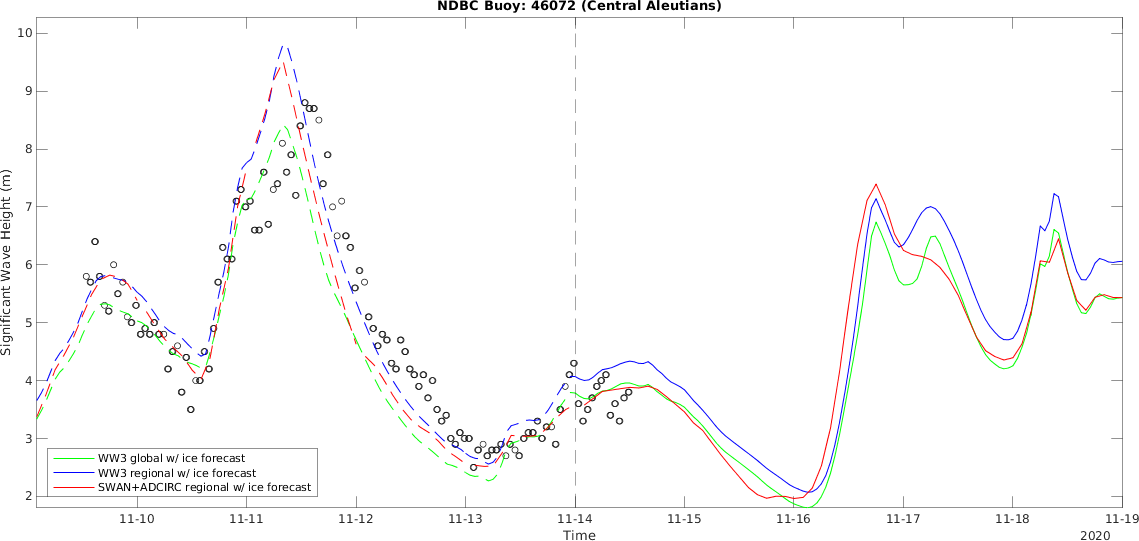 NDBC Buoy: 46072 (Central Aleutians)
10
9
8
7
6
5
4
3
2
Significant Wave Height (m)
WW3 global w/ ice forecast
WW3 regional w/ ice forecast
SWAN+ADCIRC regional w/ ice forecast
11-10 11-11 11-12 11-13 11-14 11-15 11-16 11-17 11-18 11-19
Time
2020